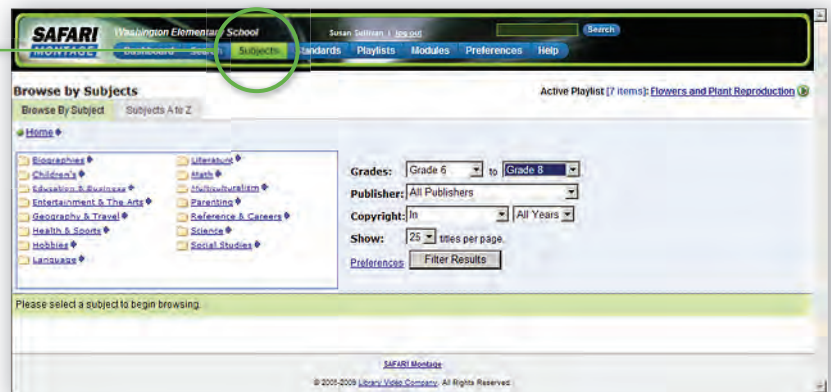 SAFARI
MONTAGE
Washington Elementary School
Susan Sullivan | log out
Search
Dashboard Search Subjects Standards Playlists Modules Preferences Help
Browse by Subjects
Active Playlist [7 items]: Flowers and Plant Reproduction
Browse By Subject Subjects A to Z
Home
Biographies
Children's
Education & Business
Entertainment & The Arts
Geography & Travel
Health & Sports
Hobbies
Language
Literature
Math
Multiculturalism
Parenting
Reference & Careers
Science
Social Studies
Grades: Grade 6 to Grade 8
Publisher: All Publishers
Copyright: In All Years
Show: 25 titles per page.
Preferences Filter Results
Please select a subject to begin browsing.
SAFARI Montage
© 2005-2009 Library Video Company. All Rights Reserved